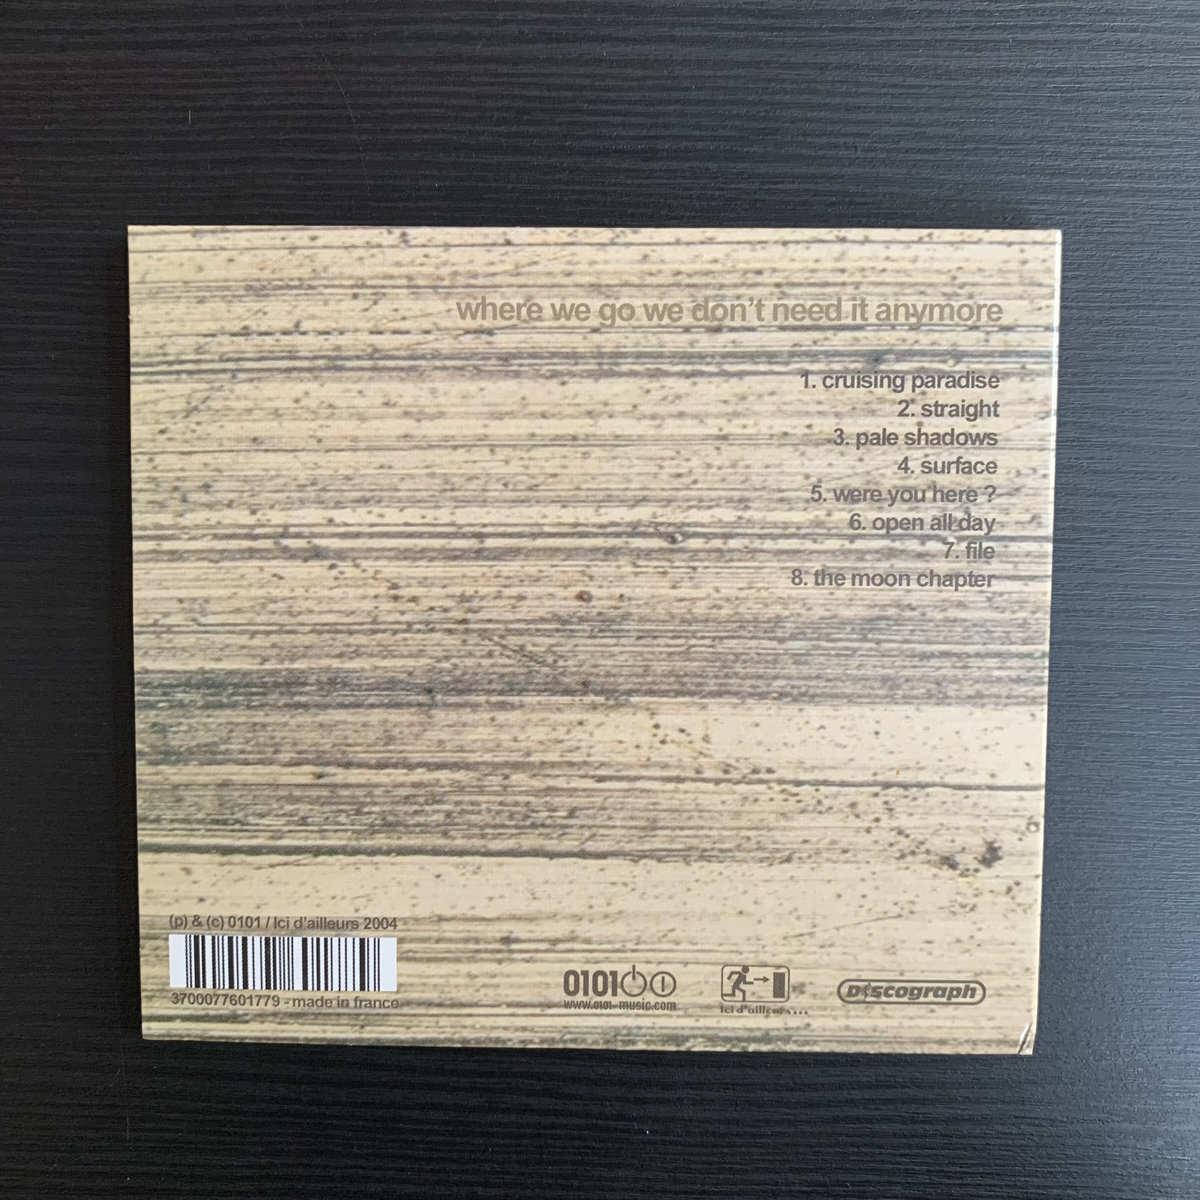 where we go we don't need it anymore
1. cruising paradise
2. straight
3. pale shadows
4. surface
5. were you here ?
6. open all day
7. file
8. the moon chapter
(p) & (c) 0101 / Ici d'ailleurs 2004
3700077601779 - made in france
0101
www.0101-music.com
Ici d'ailleurs...
Discograph